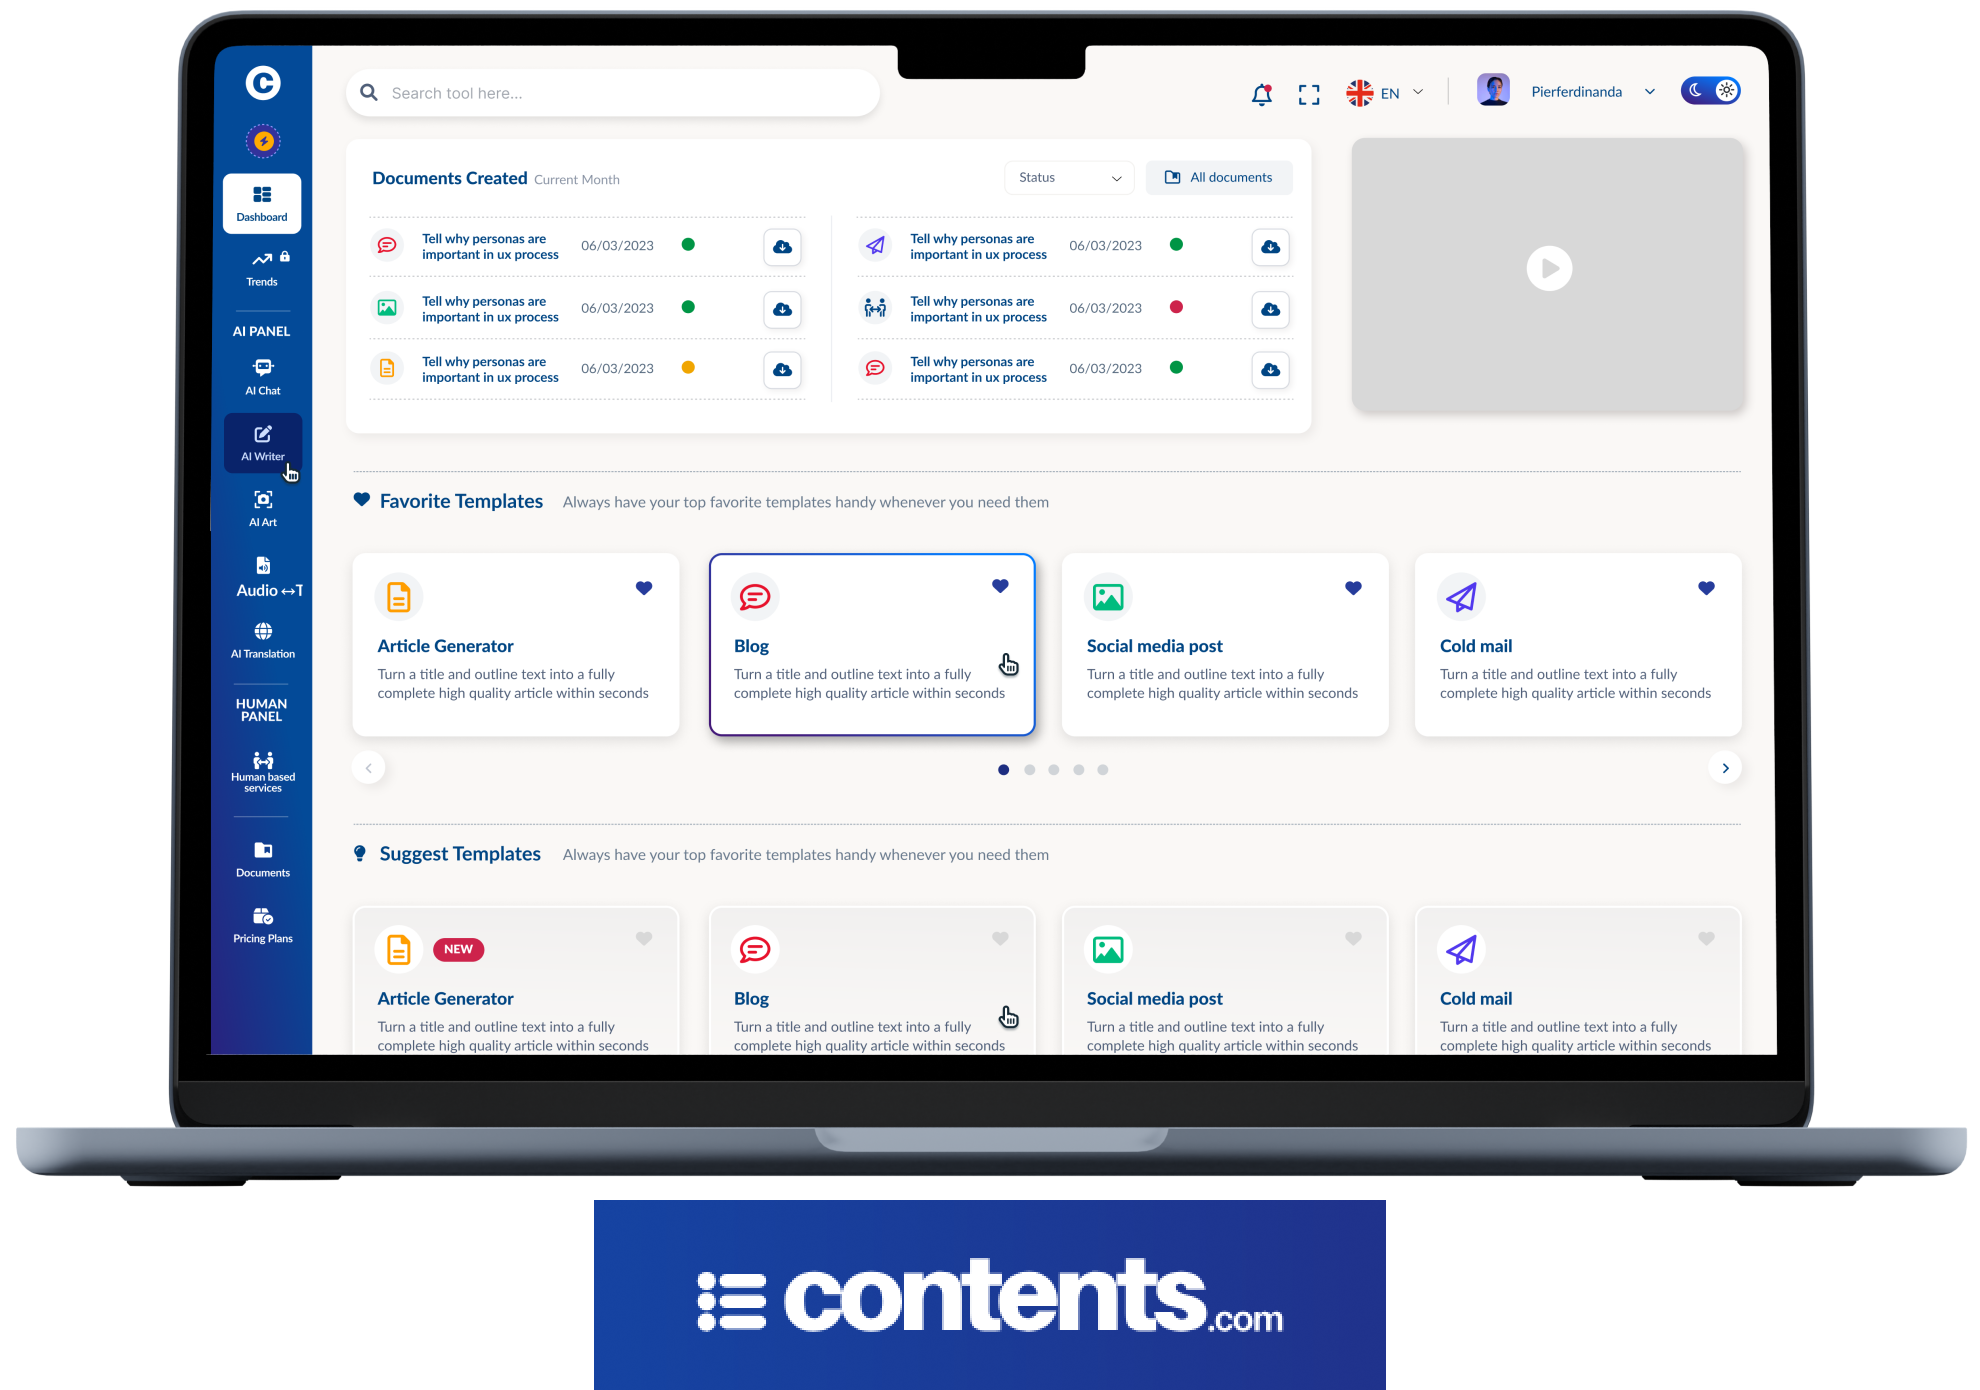 C
Search tool here...
EN
Pierferdinanda
Dashboard
Trends
AI PANEL
AI Chat
AI Writer
AI Art
Audio ↔T
AI Translation
HUMAN
PANEL
Human based
services
Documents
Pricing Plans
Documents Created Current Month
Status
All documents
Tell why personas are
important in ux process
06/03/2023
Tell why personas are
important in ux process
06/03/2023
Tell why personas are
important in ux process
06/03/2023
Tell why personas are
important in ux process
06/03/2023
Tell why personas are
important in ux process
06/03/2023
Tell why personas are
important in ux process
06/03/2023
Favorite Templates Always have your top favorite templates handy whenever you need them
Article Generator
Turn a title and outline text into a fully
complete high quality article within seconds
Blog
Turn a title and outline text into a fully
complete high quality article within seconds
Social media post
Turn a title and outline text into a fully
complete high quality article within seconds
Cold mail
Turn a title and outline text into a fully
complete high quality article within seconds
Suggest Templates Always have your top favorite templates handy whenever you need them
NEW
Article Generator
Turn a title and outline text into a fully
complete high quality article within seconds
Blog
Turn a title and outline text into a fully
complete high quality article within seconds
Social media post
Turn a title and outline text into a fully
complete high quality article within seconds
Cold mail
Turn a title and outline text into a fully
complete high quality article within seconds
contents.com